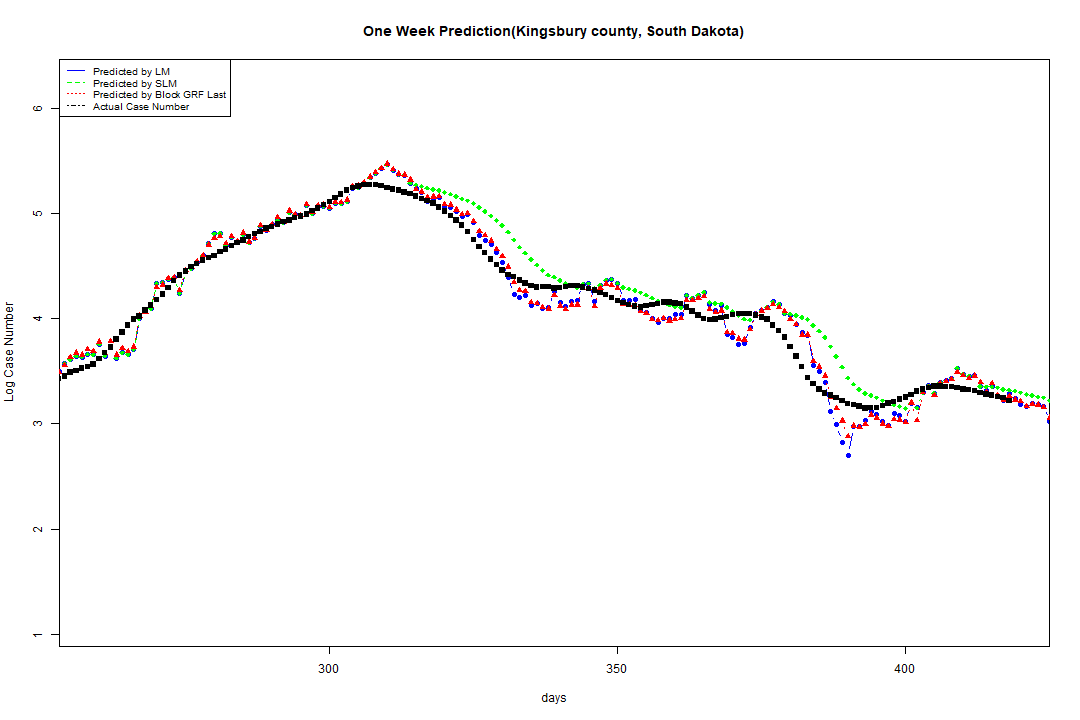 One Week Prediction(Kingsbury county, South Dakota)
Predicted by LM
Predicted by SLM
Predicted by Block GRF Last
Actual Case Number
Log Case Number
6
5
4
3
2
1
300
350
400
days